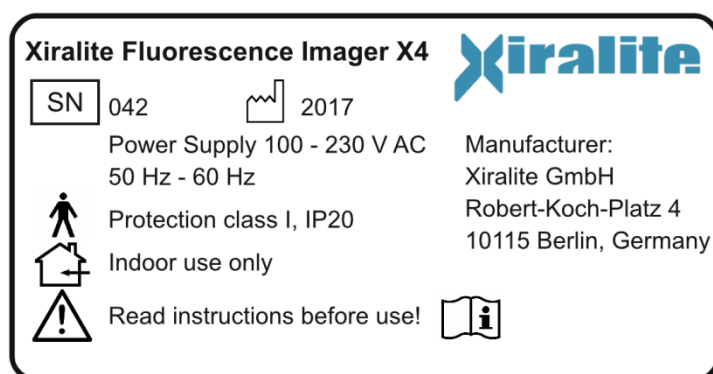 Xiralite Fluorescence Imager X4
Xiralite
SN 042 2017
Power Supply 100 - 230 V AC
50 Hz - 60 Hz
Protection class I, IP20
Indoor use only
Read instructions before use!
Manufacturer:
Xiralite GmbH
Robert-Koch-Platz 4
10115 Berlin, Germany